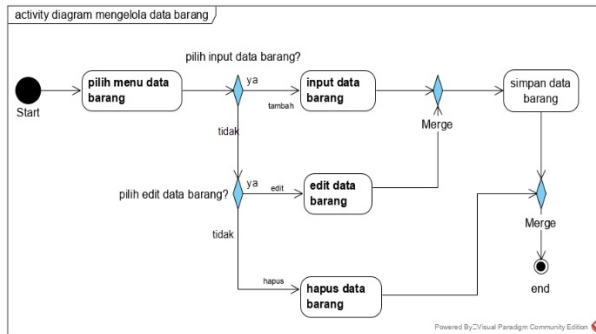 activity diagram mengelola data barang
pilih input data barang?
pilih menu data
barang
ya
tambah
input data
barang
simpan data
barang
Start
Merge
tidak
pilih edit data barang?
ya
edit
edit data
barang
tidak
Merge
hapus
hapus data
barang
end
Powered By Visual Paradigm Community Edition